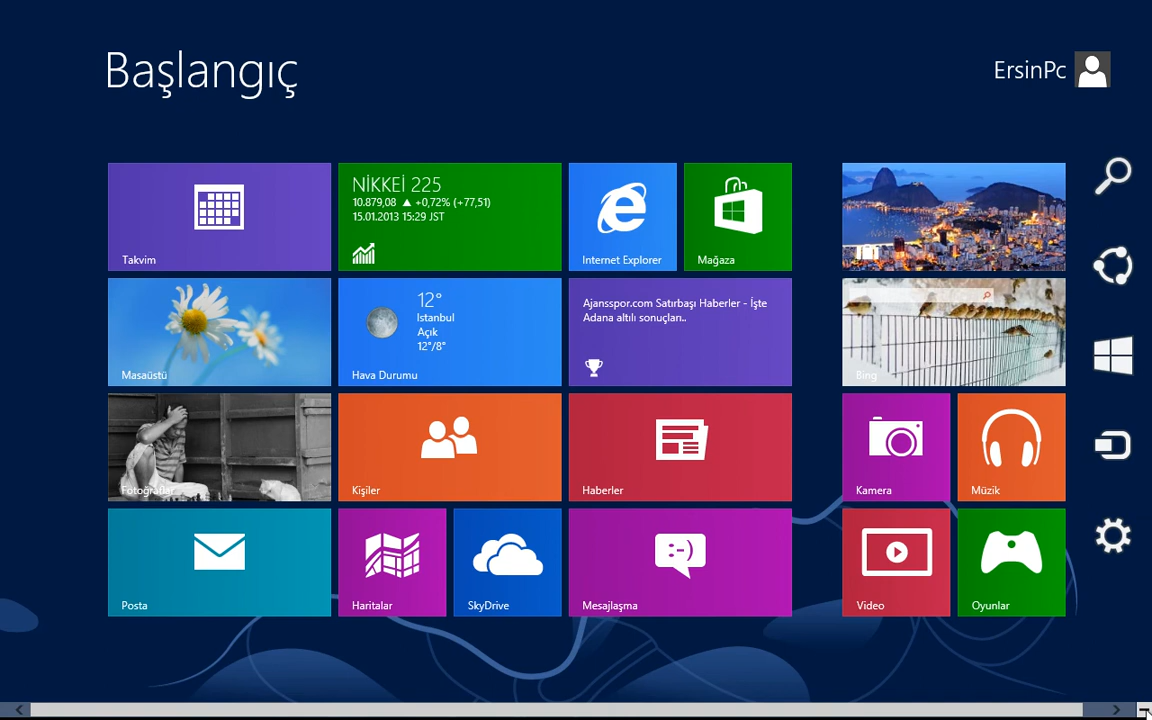 Başlangıç
ErsinPc
Takvim
NİKKEİ 225
10.879,08 ▲ +0,72% (+77,51)
15.01.2013 15:29 JST
Internet Explorer
Mağaza
Masaüstü
12°
Istanbul
Açık
12°/8°
Hava Durumu
Ajansspor.com Satırbaşı Haberler - İşte
Adana altılı sonuçları..
Bing
Fotoğraflar
Kişiler
Haberler
Kamera
Müzik
Posta
Haritalar
SkyDrive
:-)
Mesajlaşma
Video
Oyunlar